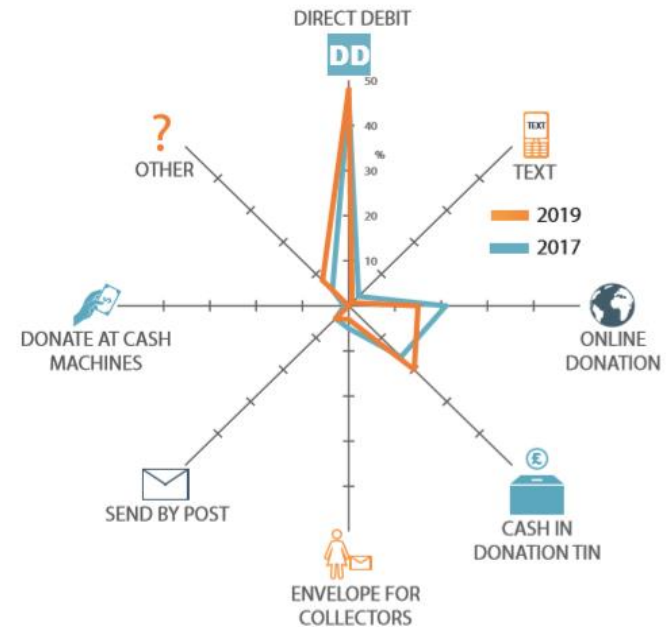 DIRECT DEBIT
DD
50
40
%
30
20
10
?
OTHER
TEXT
TEXT
2019
2017
$
DONATE AT CASH
MACHINES
ONLINE
DONATION
£
SEND BY POST
CASH IN
DONATION TIN
ENVELOPE FOR
COLLECTORS